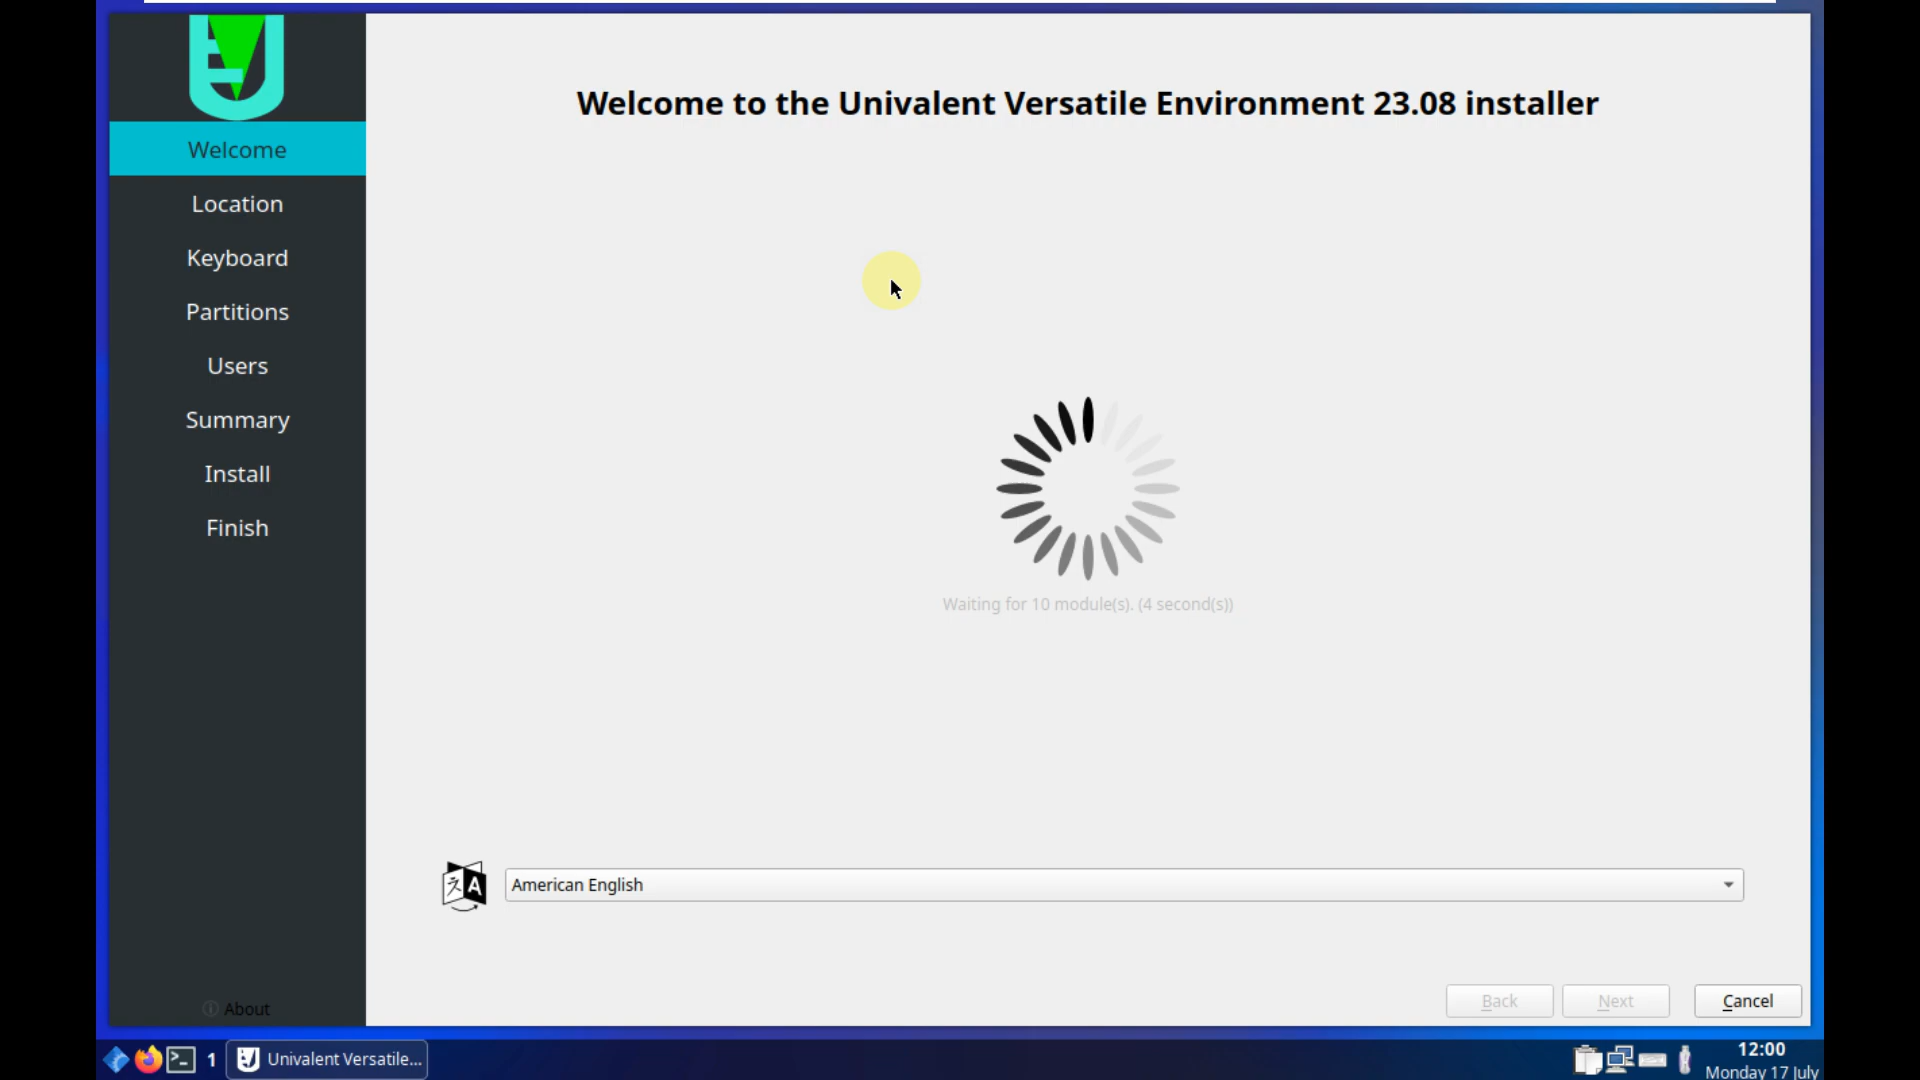 Welcome to the Univalent Versatile Environment 23.08 installer
Welcome
Location
Keyboard
Partitions
Users
Summary
Install
Finish
Waiting for 10 module(s). (4 second(s))
American English
About
Back
Next
Cancel
1
Univalent Versatile...
12:00
Monday 17 July